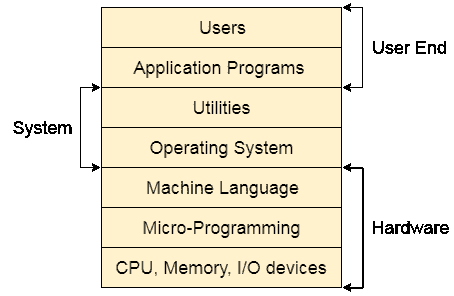 Users
User End
Application Programs
Utilities
System
Operating System
Machine Language
Micro-Programming
Hardware
CPU, Memory, I/O devices